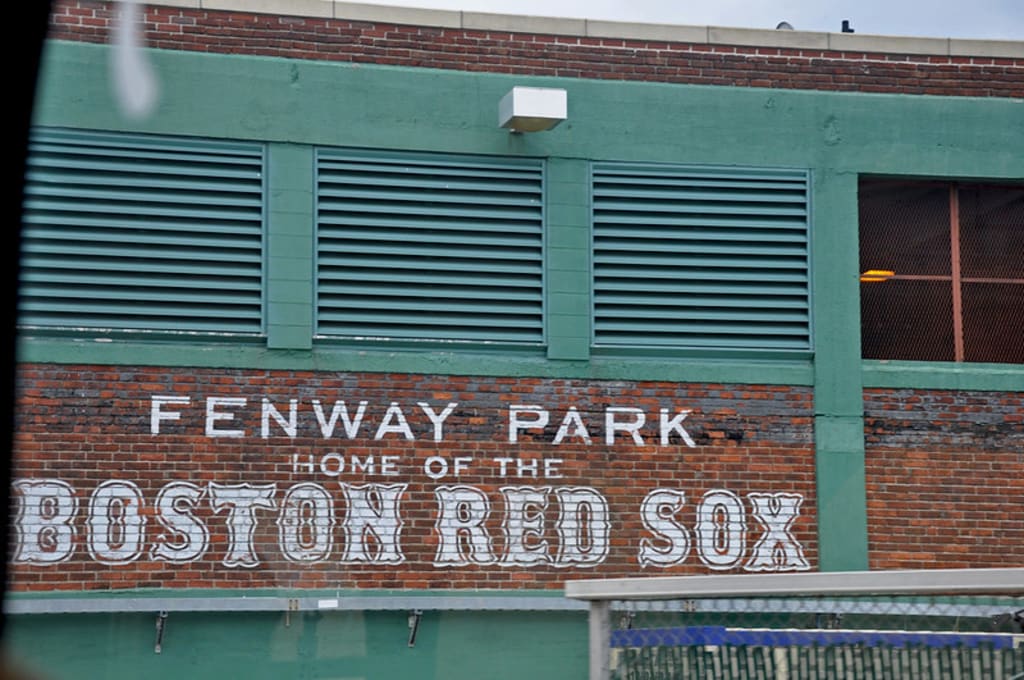 FENWAY PARK
HOME OF THE
BOSTON RED SOX